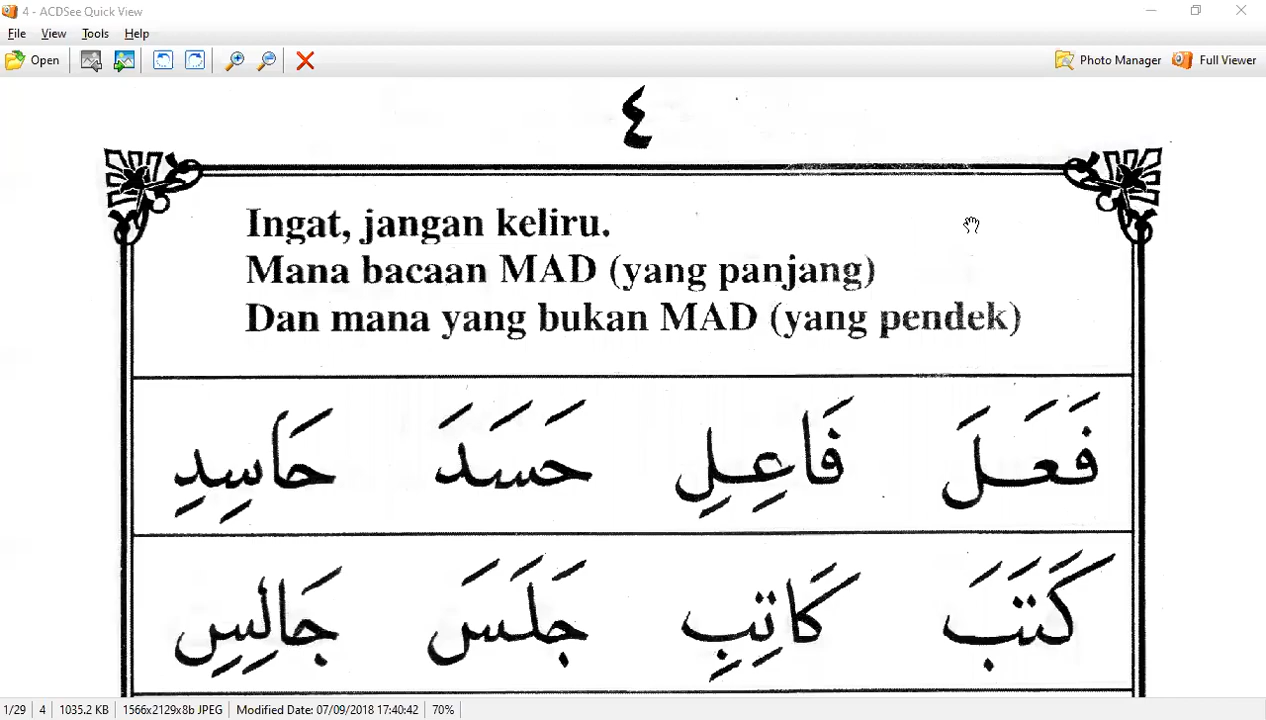 4 - ACDSee Quick View
File View Tools Help
Open Photo Manager Full Viewer
٤
Ingat, jangan keliru.
Mana bacaan MAD (yang panjang)
Dan mana yang bukan MAD (yang pendek)
فَعَلَ فَاعِلِ حَسَدَ حَاسِدِ
كَتَبَ كَاتِبِ جَلَسَ جَالِسِ
1/29 4 1035.2 KB 1566x2129x8b JPEG Modified Date: 07/09/2018 17:40:42 70%